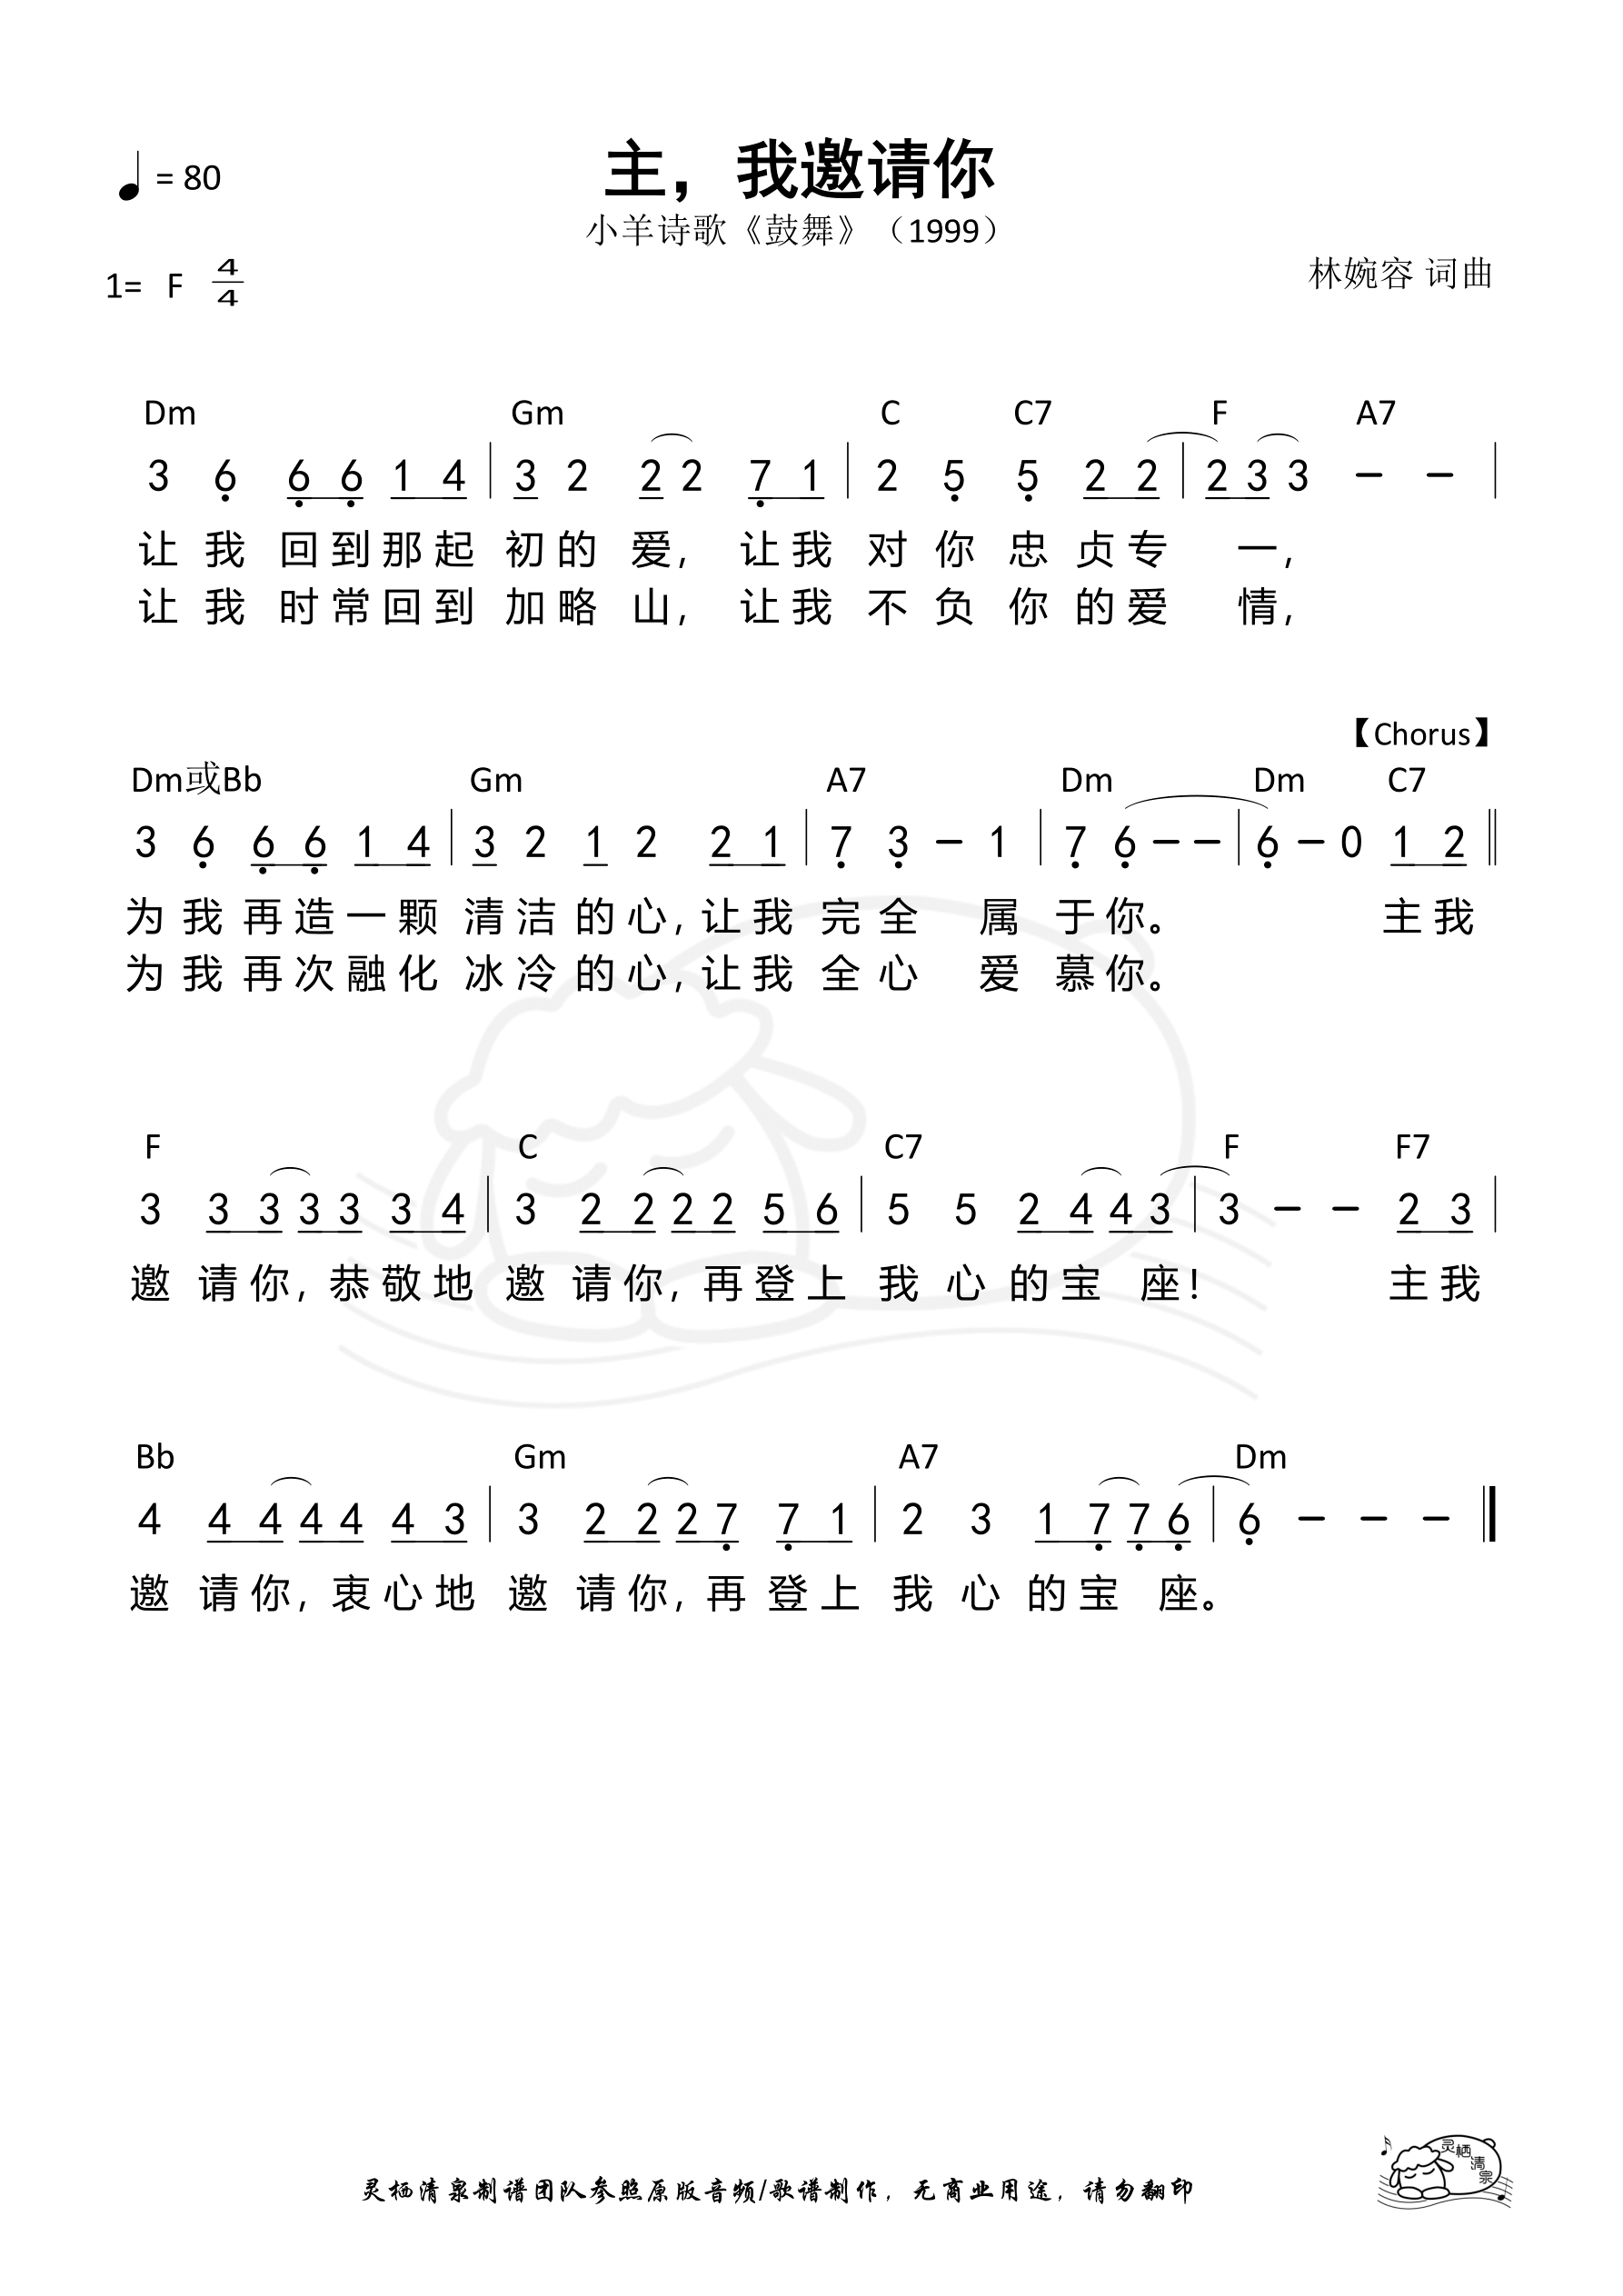 主，我邀请你
= 80
小羊诗歌《鼓舞》（1999）
1= F 4/4
林婉容 词曲
Dm Gm C C7 F A7
3 6 6 6 1 4 | 3 2 2 2 7 1 | 2 5 5 2 2 | 2 3 3 – – |
让我回到那起初的爱，让我对你忠贞专一，
让我时常回到加略山，让我不负你的爱情，
【Chorus】
Dm或Bb Gm A7 Dm Dm C7
3 6 6 6 1 4 | 3 2 1 2 2 1 | 7 3 – 1 | 7 6 – – | 6 – 0 1 2 ||
为我再造一颗清洁的心，让我完全属于你。 主我
为我再次融化冰冷的心，让我全心爱慕你。
F C C7 F F7
3 3 3 3 3 3 4 | 3 2 2 2 2 5 6 | 5 5 2 4 4 3 | 3 – – 2 3 |
邀请你，恭敬地邀请你，再登上我心的宝座！ 主我
Bb Gm A7 Dm
4 4 4 4 4 4 3 | 3 2 2 2 7 7 1 | 2 3 1 7 7 6 | 6 – – – ||
邀请你，衷心地邀请你，再登上我心的宝座。
灵栖清泉
灵栖清泉制谱团队参照原版音频/歌谱制作，无商业用途，请勿翻印